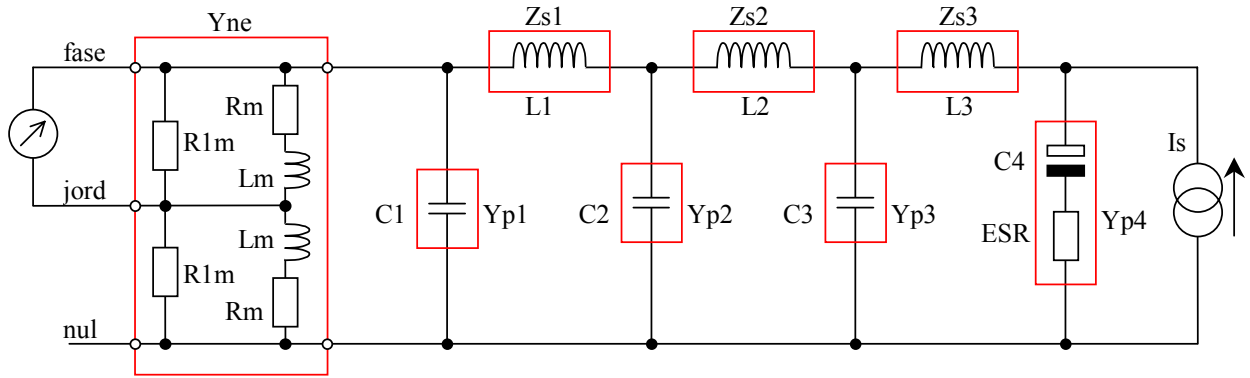 Yne
Zs1
Zs2
Zs3
fase
Rm
L1
L2
L3
R1m
Is
Lm
C4
jord
C1
Yp1
C2
Yp2
C3
Yp3
ESR
Yp4
Lm
R1m
Rm
nul